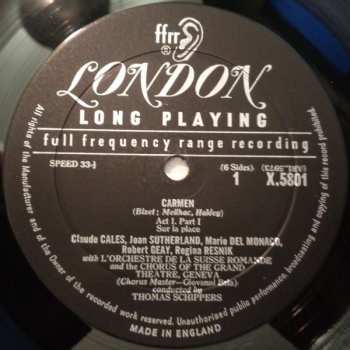 ffrr
LONDON
LONG PLAYING
full frequency range recording
SPEED 33⅓
(6 Sides)
1
X.5801
CARMEN
(Bizet; Meilhac, Halévy)
Act I, Part I
Sur la place
Claude CALES, Joan SUTHERLAND, Mario DEL MONACO,
Robert GEAY, Regina RESNIK
with L'ORCHESTRE DE LA SUISSE ROMANDE
and the CHORUS OF THE GRAND
THEATRE, GENEVA
(Chorus Master—Giovanni
conducted by
THOMAS SCHIPPERS
All rights of the Manufacturer and of the Owner of the recorded work reserved. Unauthorised public performance, broadcasting and copying of this record prohibited.
MADE IN ENGLAND